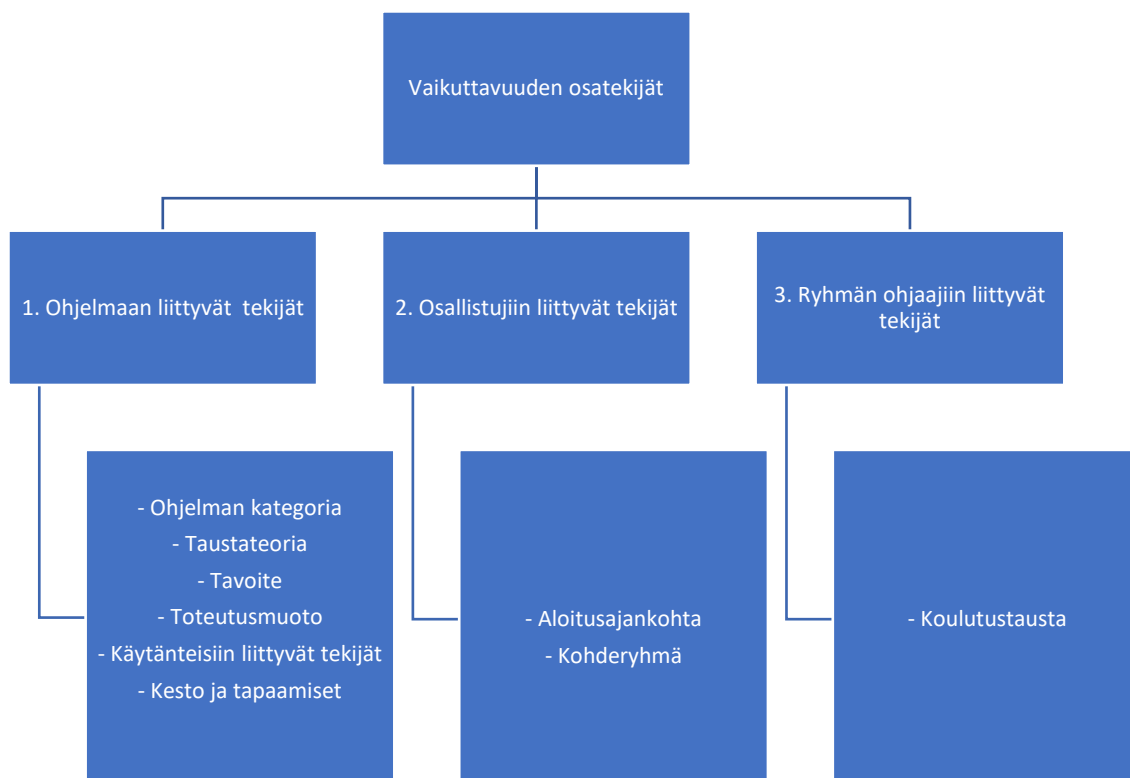 Vaikuttavuuden osatekijät
1. Ohjelmaan liittyvät tekijät
2. Osallistujiin liittyvät tekijät
3. Ryhmän ohjaajiin liittyvät
tekijät
- Ohjelman kategoria
- Taustateoria
- Tavoite
- Toteutusmuoto
- Käytänteisiin liittyvät tekijät
- Kesto ja tapaamiset
- Aloitusajankohta
- Kohderyhmä
- Koulutustausta